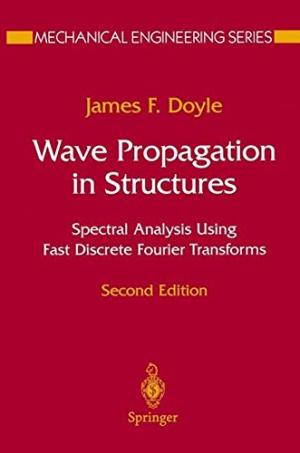 MECHANICAL ENGINEERING SERIES
James F. Doyle
Wave Propagation
in Structures
Spectral Analysis Using
Fast Discrete Fourier Transforms
Second Edition
Springer